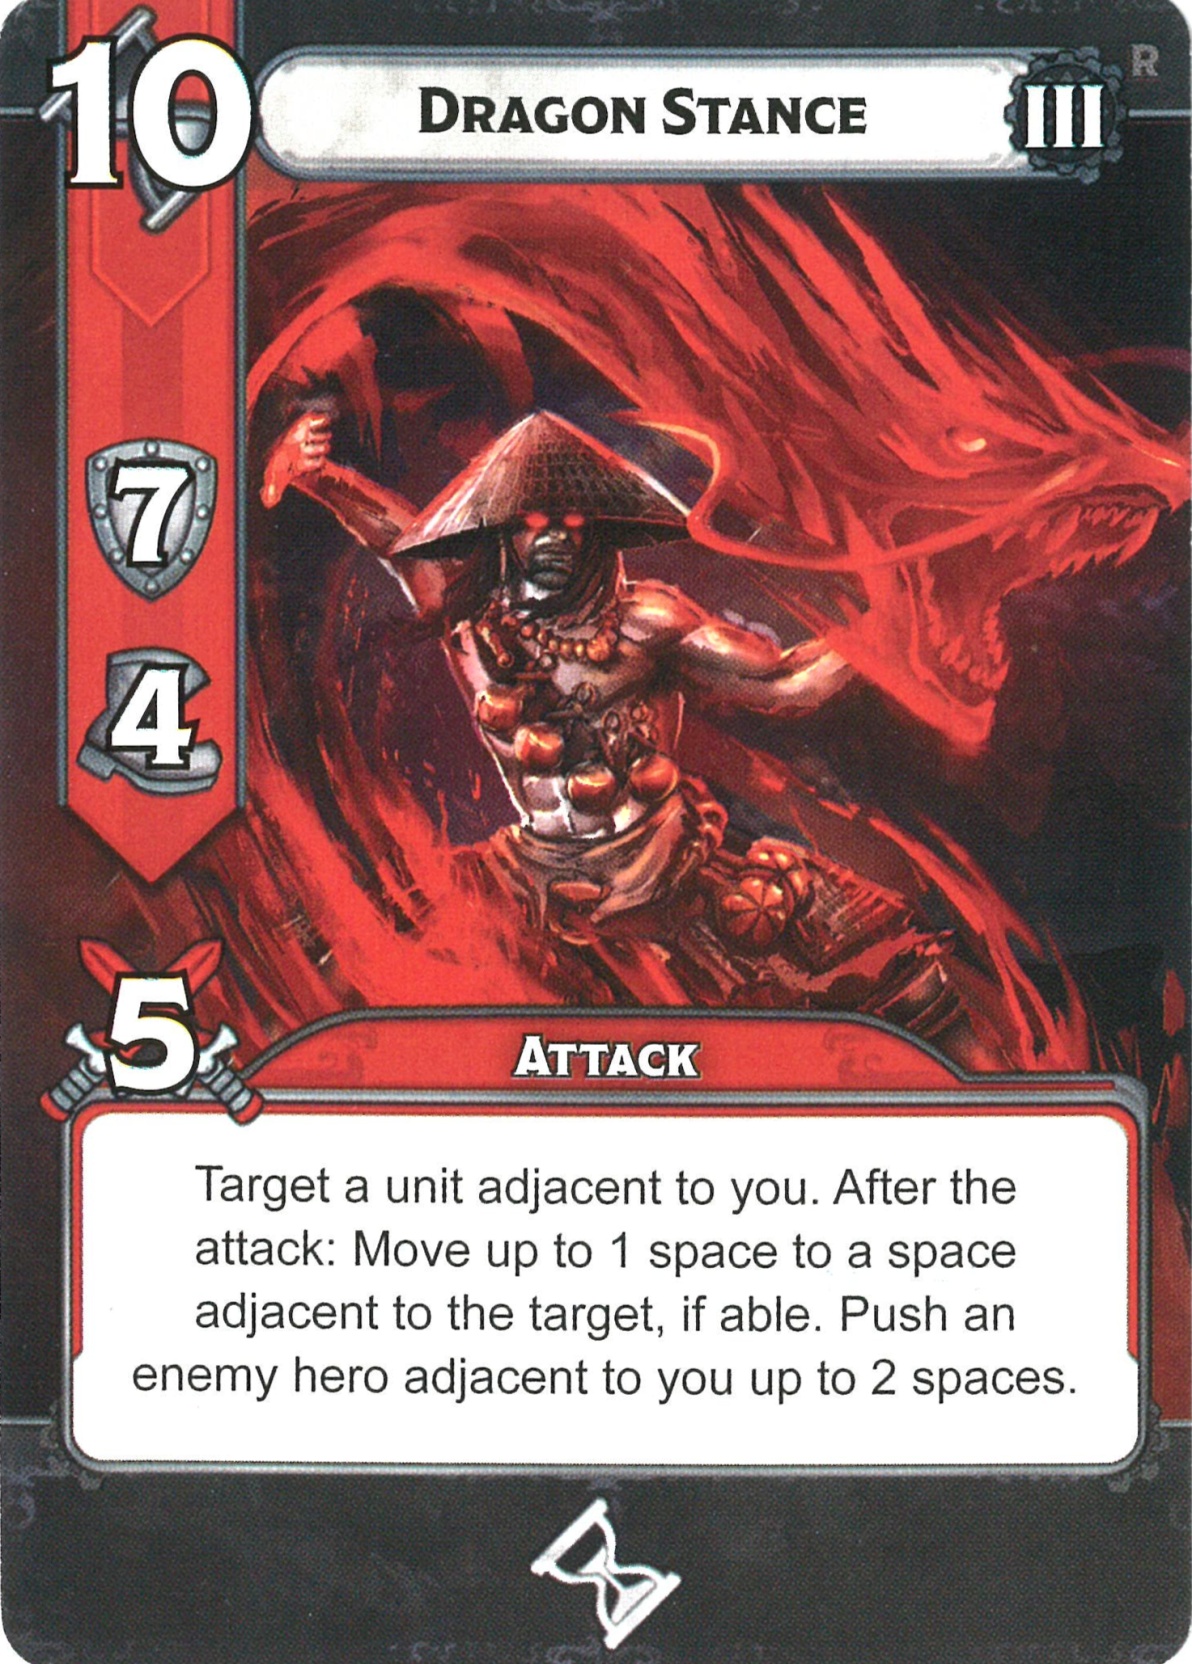 10
DRAGON STANCE
III
R
7
4
5
ATTACK
Target a unit adjacent to you. After the
attack: Move up to 1 space to a space
adjacent to the target, if able. Push an
enemy hero adjacent to you up to 2 spaces.